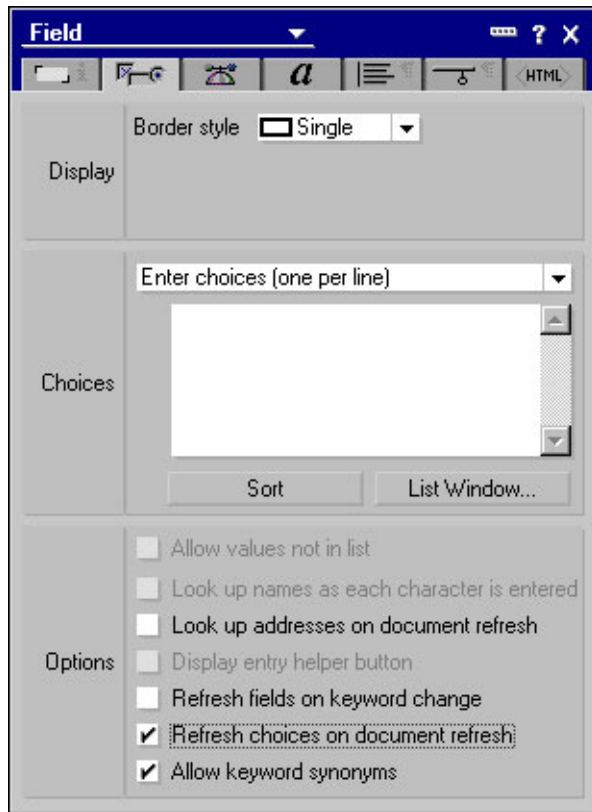 Field
?
X
a
<HTML>
Border style Single
Display
Enter choices (one per line)
Choices
Sort List Window...
Allow values not in list
Look up names as each character is entered
Look up addresses on document refresh
Options Display entry helper button
Refresh fields on keyword change
Refresh choices on document refresh
Allow keyword synonyms